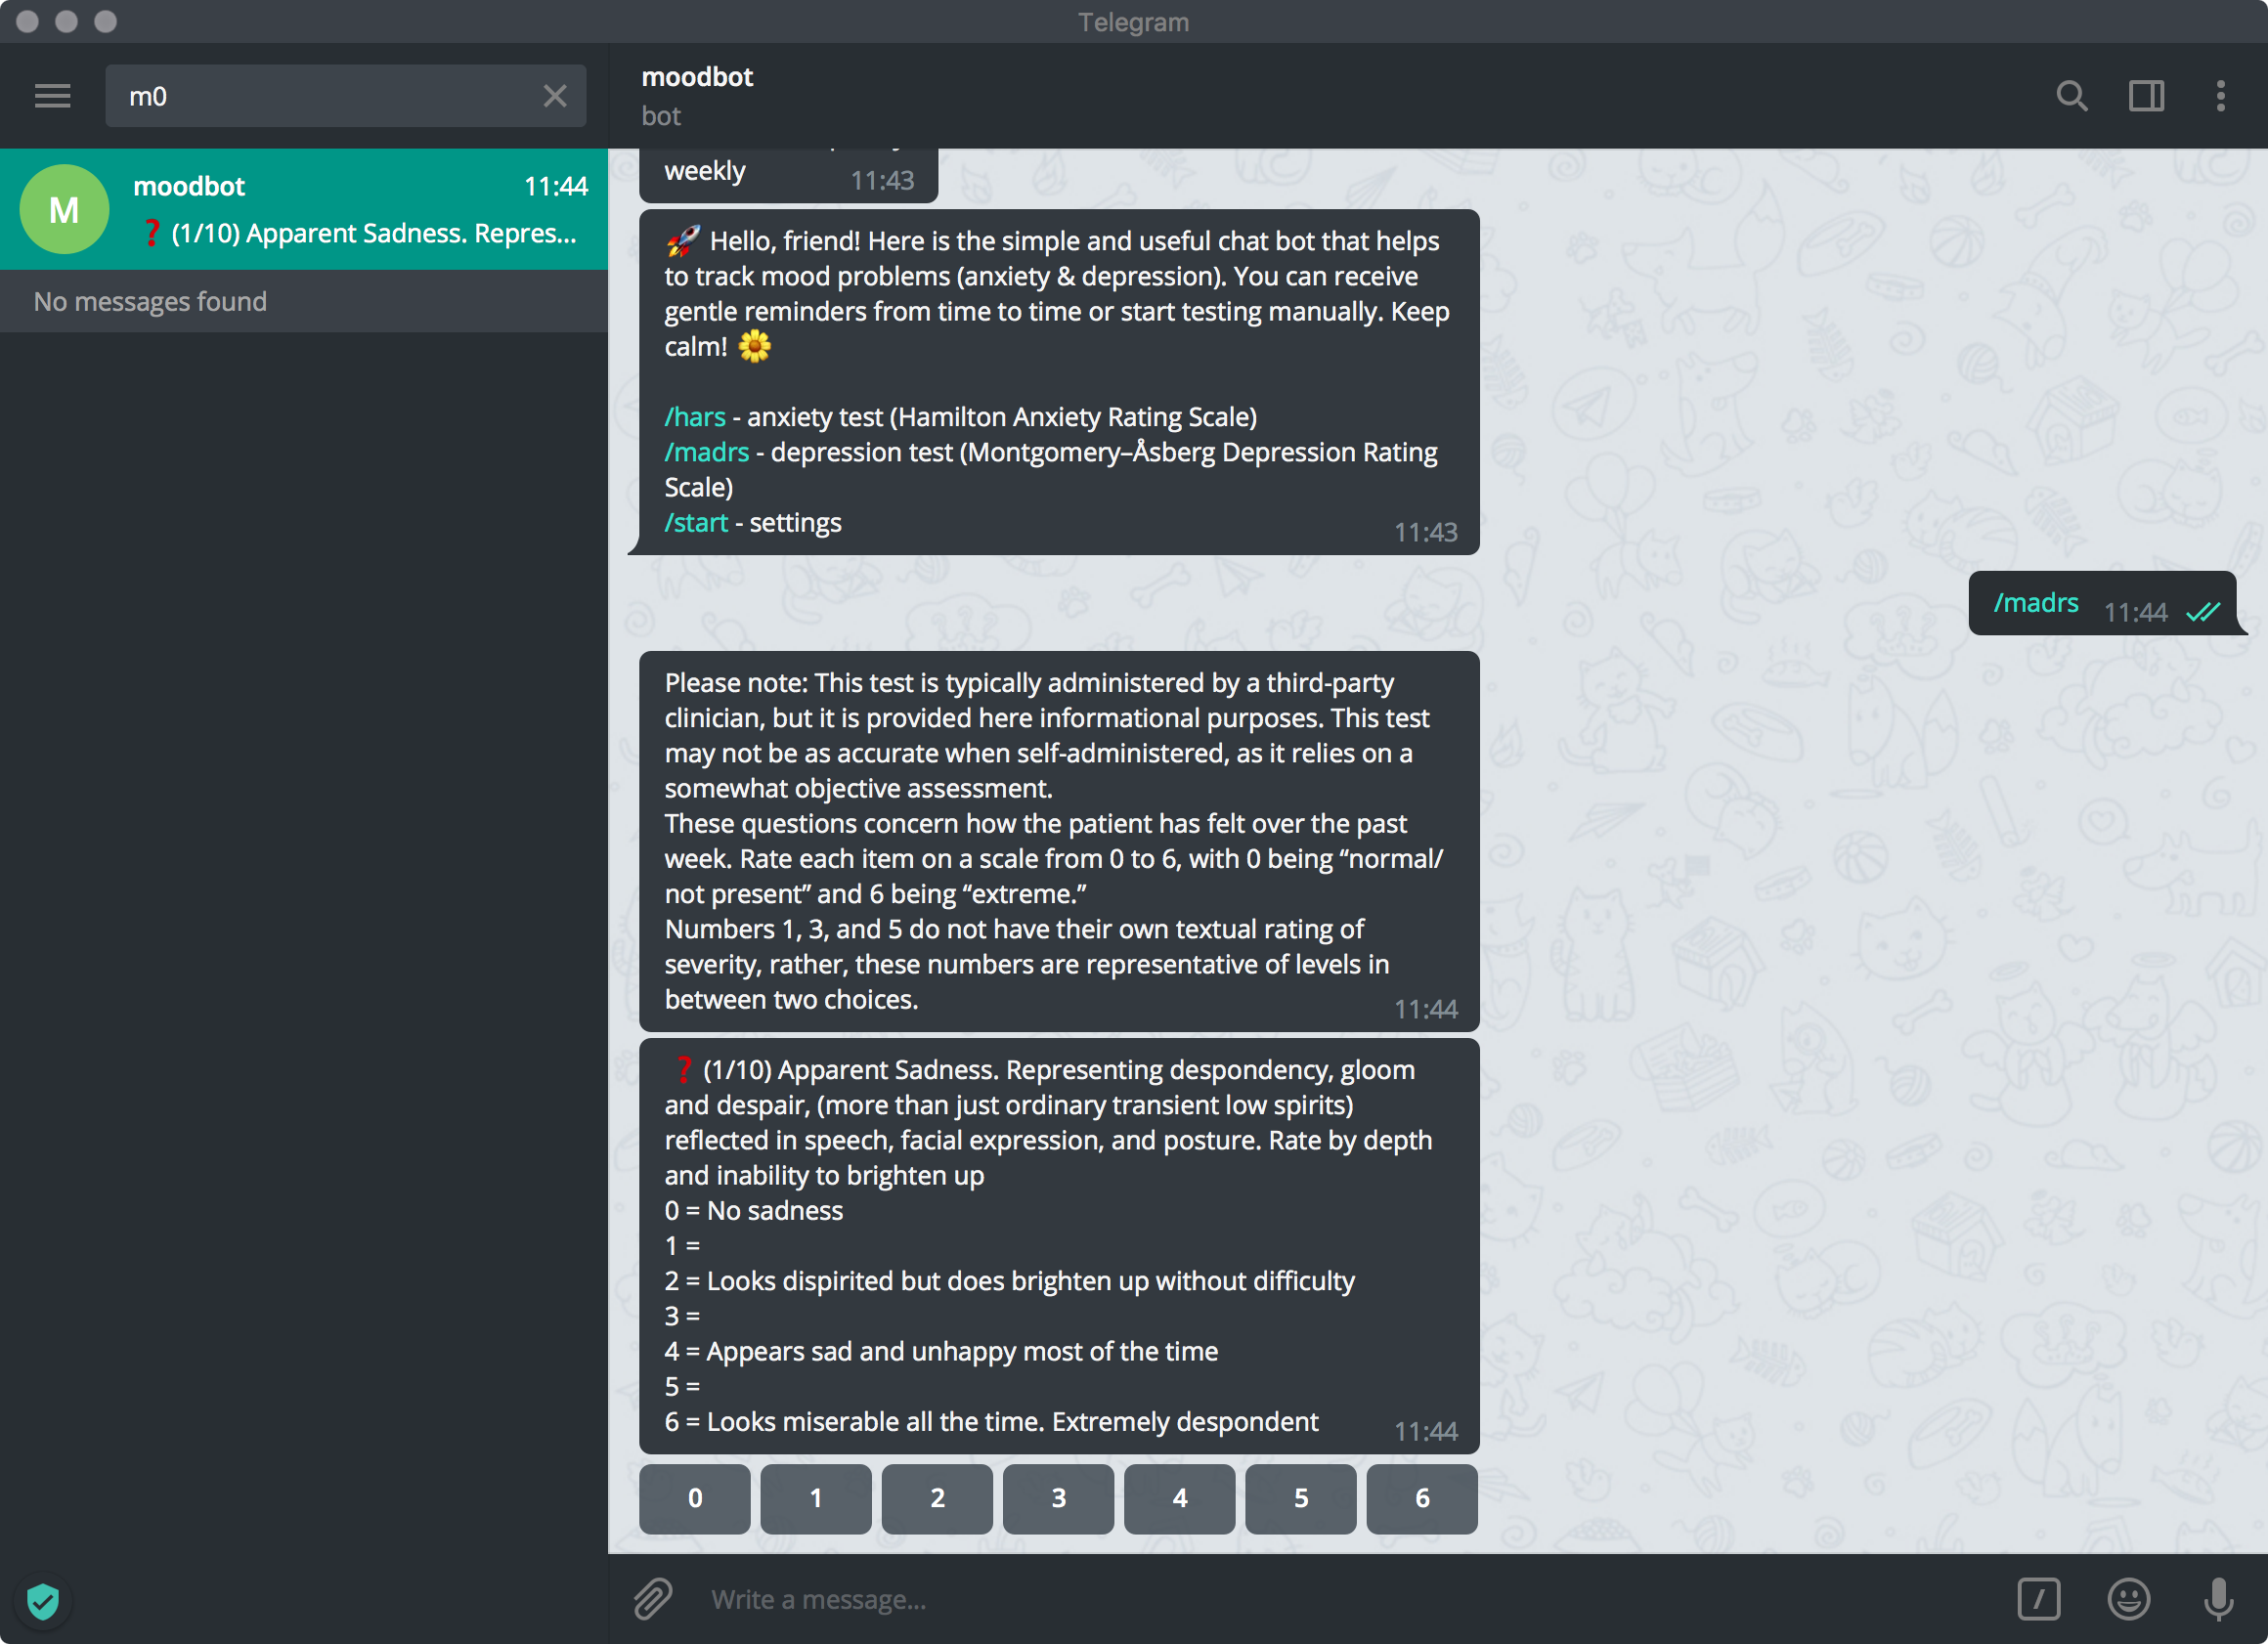 Telegram
m0
moodbot
bot
M
moodbot
11:44
❓ (1/10) Apparent Sadness. Repres...
No messages found
weekly
11:43
🚀 Hello, friend! Here is the simple and useful chat bot that helps
to track mood problems (anxiety & depression). You can receive
gentle reminders from time to time or start testing manually. Keep
calm! 🌼
/hars - anxiety test (Hamilton Anxiety Rating Scale)
/madrs - depression test (Montgomery–Åsberg Depression Rating
Scale)
/start - settings
11:43
/madrs
11:44
Please note: This test is typically administered by a third-party
clinician, but it is provided here informational purposes. This test
may not be as accurate when self-administered, as it relies on a
somewhat objective assessment.
These questions concern how the patient has felt over the past
week. Rate each item on a scale from 0 to 6, with 0 being “normal/
not present” and 6 being “extreme.”
Numbers 1, 3, and 5 do not have their own textual rating of
severity, rather, these numbers are representative of levels in
between two choices.
11:44
❓ (1/10) Apparent Sadness. Representing despondency, gloom
and despair, (more than just ordinary transient low spirits)
reflected in speech, facial expression, and posture. Rate by depth
and inability to brighten up
0 = No sadness
1 =
2 = Looks dispirited but does brighten up without difficulty
3 =
4 = Appears sad and unhappy most of the time
5 =
6 = Looks miserable all the time. Extremely despondent
11:44
0 1 2 3 4 5 6
Write a message...